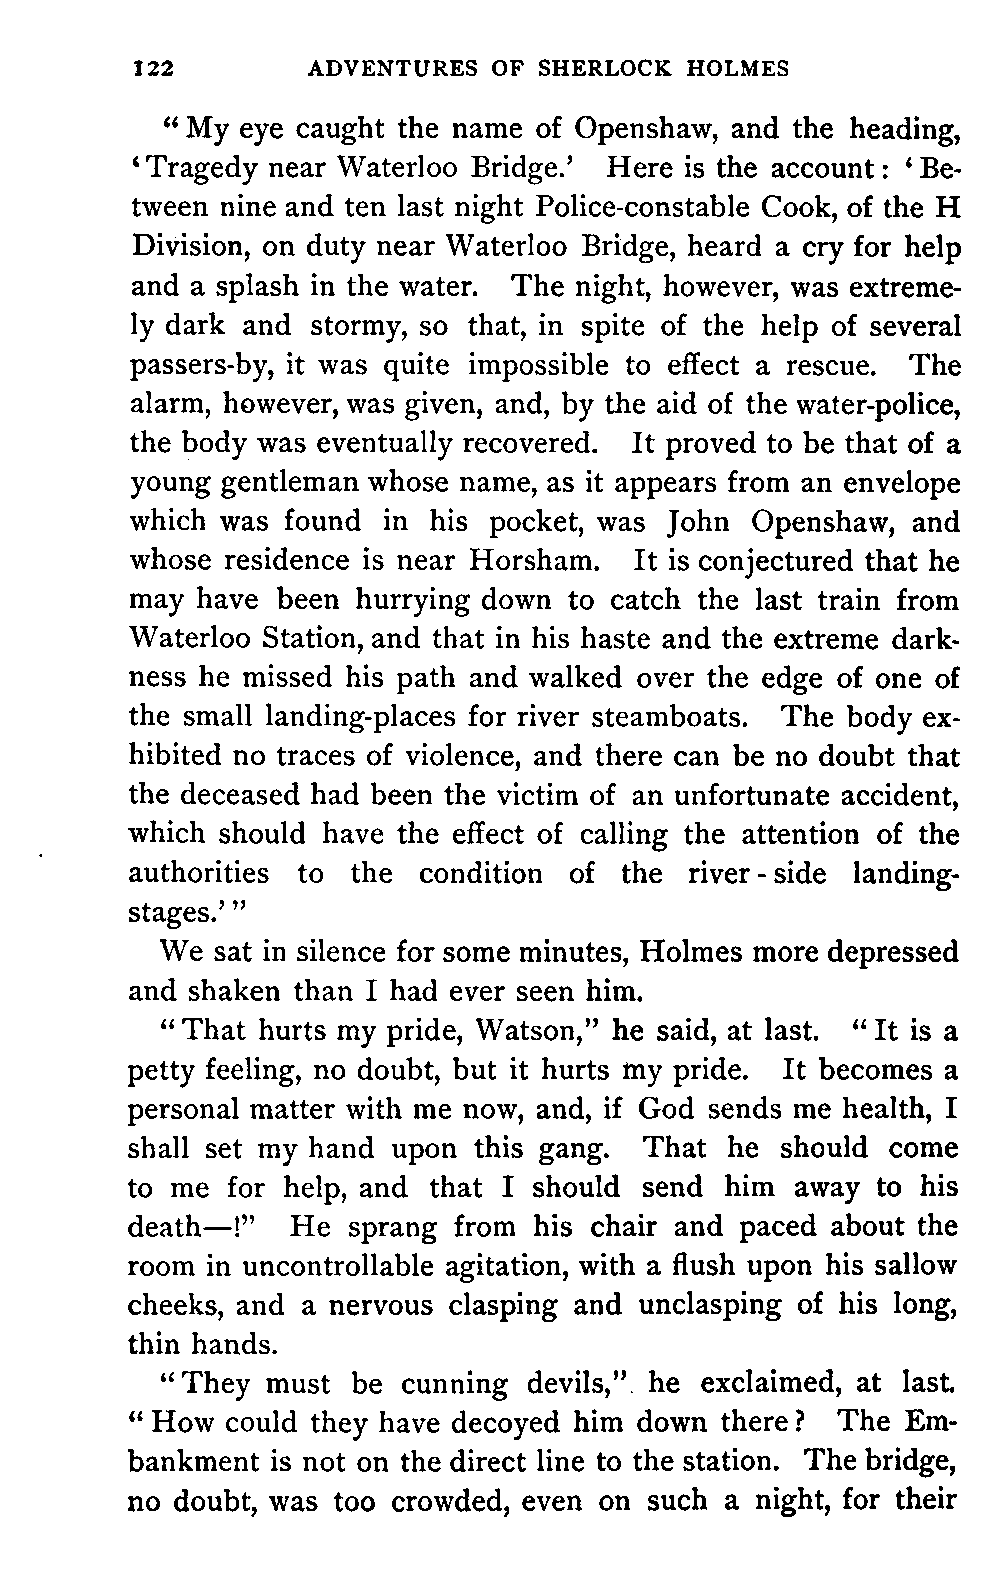 122 ADVENTURES OF SHERLOCK HOLMES
“My eye caught the name of Openshaw, and the heading,
‘Tragedy near Waterloo Bridge.’ Here is the account: ‘Be-
tween nine and ten last night Police-constable Cook, of the H
Division, on duty near Waterloo Bridge, heard a cry for help
and a splash in the water. The night, however, was extreme-
ly dark and stormy, so that, in spite of the help of several
passers-by, it was quite impossible to effect a rescue. The
alarm, however, was given, and, by the aid of the water-police,
the body was eventually recovered. It proved to be that of a
young gentleman whose name, as it appears from an envelope
which was found in his pocket, was John Openshaw, and
whose residence is near Horsham. It is conjectured that he
may have been hurrying down to catch the last train from
Waterloo Station, and that in his haste and the extreme dark-
ness he missed his path and walked over the edge of one of
the small landing-places for river steamboats. The body ex-
hibited no traces of violence, and there can be no doubt that
the deceased had been the victim of an unfortunate accident,
which should have the effect of calling the attention of the
authorities to the condition of the river-side landing-
stages.’”
We sat in silence for some minutes, Holmes more depressed
and shaken than I had ever seen him.
“That hurts my pride, Watson,” he said, at last. “It is a
petty feeling, no doubt, but it hurts my pride. It becomes a
personal matter with me now, and, if God sends me health, I
shall set my hand upon this gang. That he should come
to me for help, and that I should send him away to his
death—!” He sprang from his chair and paced about the
room in uncontrollable agitation, with a flush upon his sallow
cheeks, and a nervous clasping and unclasping of his long,
thin hands.
“They must be cunning devils,” he exclaimed, at last.
“How could they have decoyed him down there? The Em-
bankment is not on the direct line to the station. The bridge,
no doubt, was too crowded, even on such a night, for their